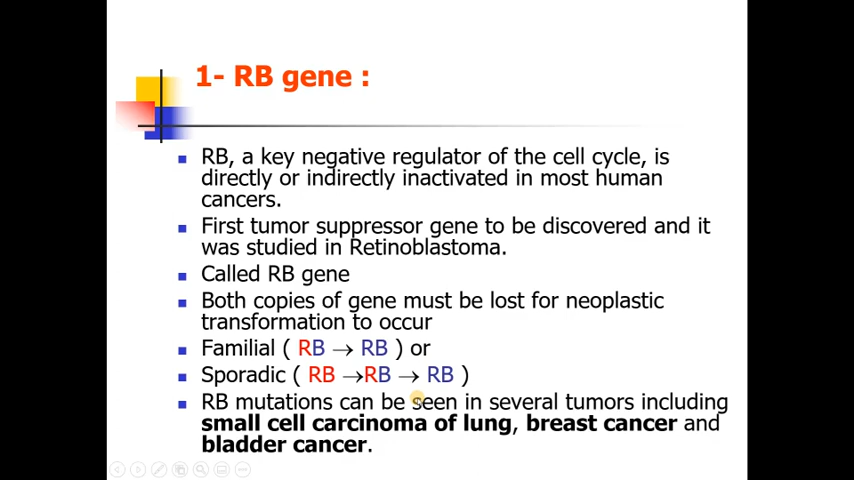 1- RB gene :
RB, a key negative regulator of the cell cycle, is
directly or indirectly inactivated in most human
cancers.
First tumor suppressor gene to be discovered and it
was studied in Retinoblastoma.
Called RB gene
Both copies of gene must be lost for neoplastic
transformation to occur
Familial ( RB → RB ) or
Sporadic ( RB →RB → RB )
RB mutations can be seen in several tumors including
small cell carcinoma of lung, breast cancer and
bladder cancer.